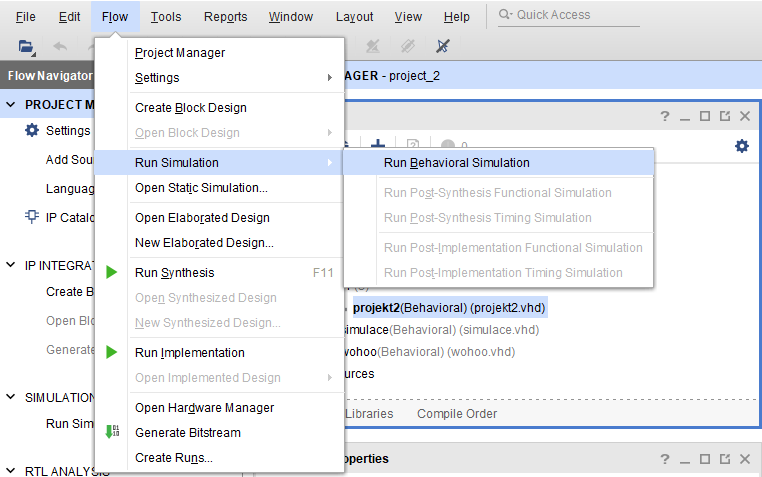 File Edit Flow Tools Reports Window Layout View Help Quick Access
Flow Navigator AGER - project_2
Project Manager
Settings
Create Block Design
Open Block Design
Run Simulation
Open Static Simulation...
Open Elaborated Design
New Elaborated Design...
Run Synthesis F11
Open Synthesized Design
New Synthesized Design...
Run Implementation
Open Implemented Design
Open Hardware Manager
Generate Bitstream
Create Runs...
Run Behavioral Simulation
Run Post-Synthesis Functional Simulation
Run Post-Synthesis Timing Simulation
Run Post-Implementation Functional Simulation
Run Post-Implementation Timing Simulation
PROJECT M
Settings
Add Sou
Languag
IP Catalo
IP INTEGRAT
Create B
Open Blo
Generate
SIMULATION
Run Sim
RTL ANALYSIS
0
projekt2(Behavioral) (projekt2.vhd)
simulace(Behavioral) (simulace.vhd)
wohoo(Behavioral) (wohoo.vhd)
urces
Libraries Compile Order
operties